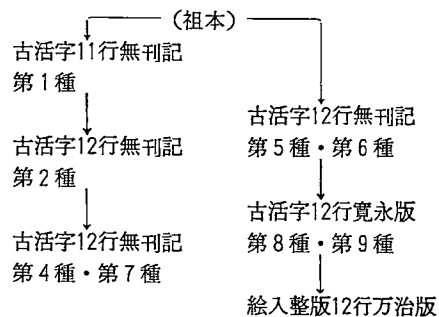 (祖本)
古活字11行無刊記
第1種
古活字12行無刊記
第2種
古活字12行無刊記
第4種・第7種
古活字12行無刊記
第5種・第6種
古活字12行寛永版
第8種・第9種
絵入整版12行万治版